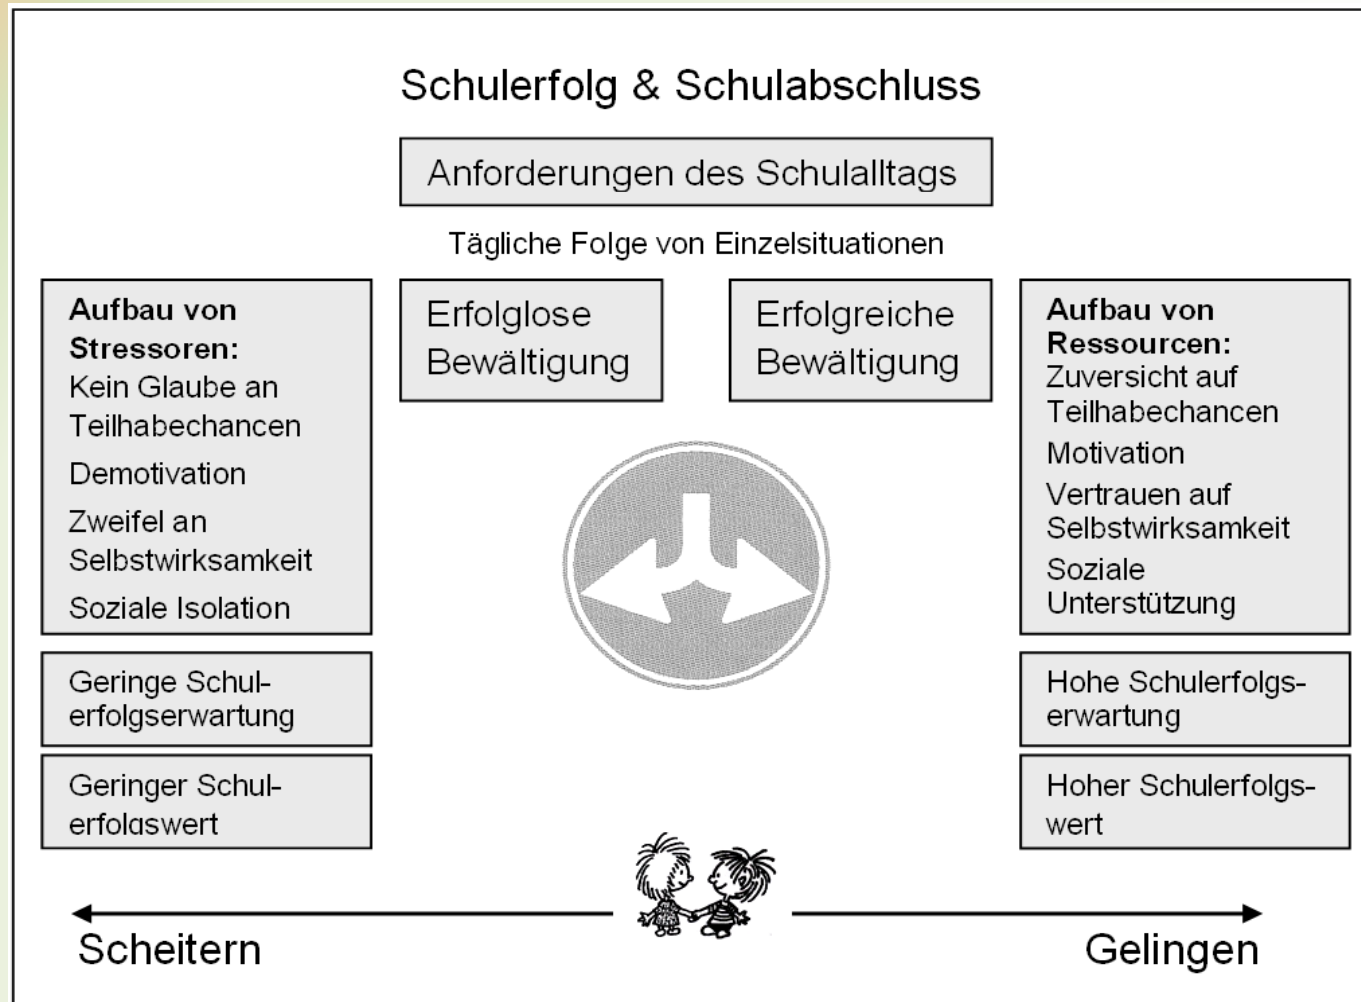 Schulerfolg & Schulabschluss
Anforderungen des Schulalltags
Tägliche Folge von Einzelsituationen
Aufbau von
Stressoren:
Kein Glaube an
Teilhabechancen
Demotivation
Zweifel an
Selbstwirksamkeit
Soziale Isolation
Geringe Schul-
erfolgserwartung
Geringer Schul-
erfolgswert
Erfolglose
Bewältigung
Erfolgreiche
Bewältigung
Aufbau von
Ressourcen:
Zuversicht auf
Teilhabechancen
Motivation
Vertrauen auf
Selbstwirksamkeit
Soziale
Unterstützung
Hohe Schulerfolgs-
erwartung
Hoher Schulerfolgs-
wert
Scheitern
Gelingen